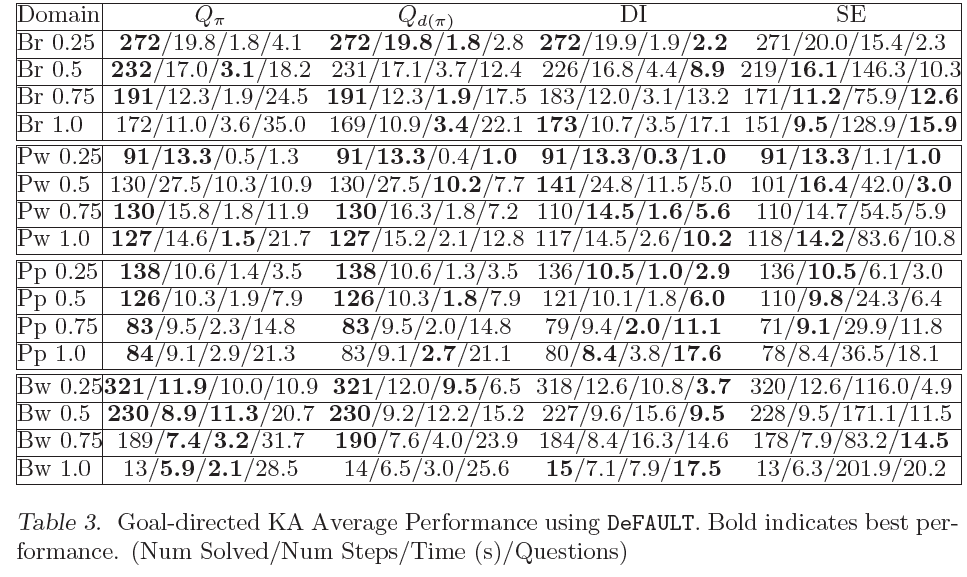 Domain Qπ Qd(π) DI SE
Br 0.25 272/19.8/1.8/4.1 272/19.8/1.8/2.8 272/19.9/1.9/2.2 271/20.0/15.4/2.3
Br 0.5 232/17.0/3.1/18.2 231/17.1/3.7/12.4 226/16.8/4.4/8.9 219/16.1/146.3/10.3
Br 0.75 191/12.3/1.9/24.5 191/12.3/1.9/17.5 183/12.0/3.1/13.2 171/11.2/75.9/12.6
Br 1.0 172/11.0/3.6/35.0 169/10.9/3.4/22.1 173/10.7/3.5/17.1 151/9.5/128.9/15.9
Pw 0.25 91/13.3/0.5/1.3 91/13.3/0.4/1.0 91/13.3/0.3/1.0 91/13.3/1.1/1.0
Pw 0.5 130/27.5/10.3/10.9 130/27.5/10.2/7.7 141/24.8/11.5/5.0 101/16.4/42.0/3.0
Pw 0.75 130/15.8/1.8/11.9 130/16.3/1.8/7.2 110/14.5/1.6/5.6 110/14.7/54.5/5.9
Pw 1.0 127/14.6/1.5/21.7 127/15.2/2.1/12.8 117/14.5/2.6/10.2 118/14.2/83.6/10.8
Pp 0.25 138/10.6/1.4/3.5 138/10.6/1.3/3.5 136/10.5/1.0/2.9 136/10.5/6.1/3.0
Pp 0.5 126/10.3/1.9/7.9 126/10.3/1.8/7.9 121/10.1/1.8/6.0 110/9.8/24.3/6.4
Pp 0.75 83/9.5/2.3/14.8 83/9.5/2.0/14.8 79/9.4/2.0/11.1 71/9.1/29.9/11.8
Pp 1.0 84/9.1/2.9/21.3 83/9.1/2.7/21.1 80/8.4/3.8/17.6 78/8.4/36.5/18.1
Bw 0.25 321/11.9/10.0/10.9 321/12.0/9.5/6.5 318/12.6/10.8/3.7 320/12.6/116.0/4.9
Bw 0.5 230/8.9/11.3/20.7 230/9.2/12.2/15.2 227/9.6/15.6/9.5 228/9.5/171.1/11.5
Bw 0.75 189/7.4/3.2/31.7 190/7.6/4.0/23.9 184/8.4/16.3/14.6 178/7.9/83.2/14.5
Bw 1.0 13/5.9/2.1/28.5 14/6.5/3.0/25.6 15/7.1/7.9/17.5 13/6.3/201.9/20.2
Table 3. Goal-directed KA Average Performance using DeFAULT. Bold indicates best per-
formance. (Num Solved/Num Steps/Time (s)/Questions)